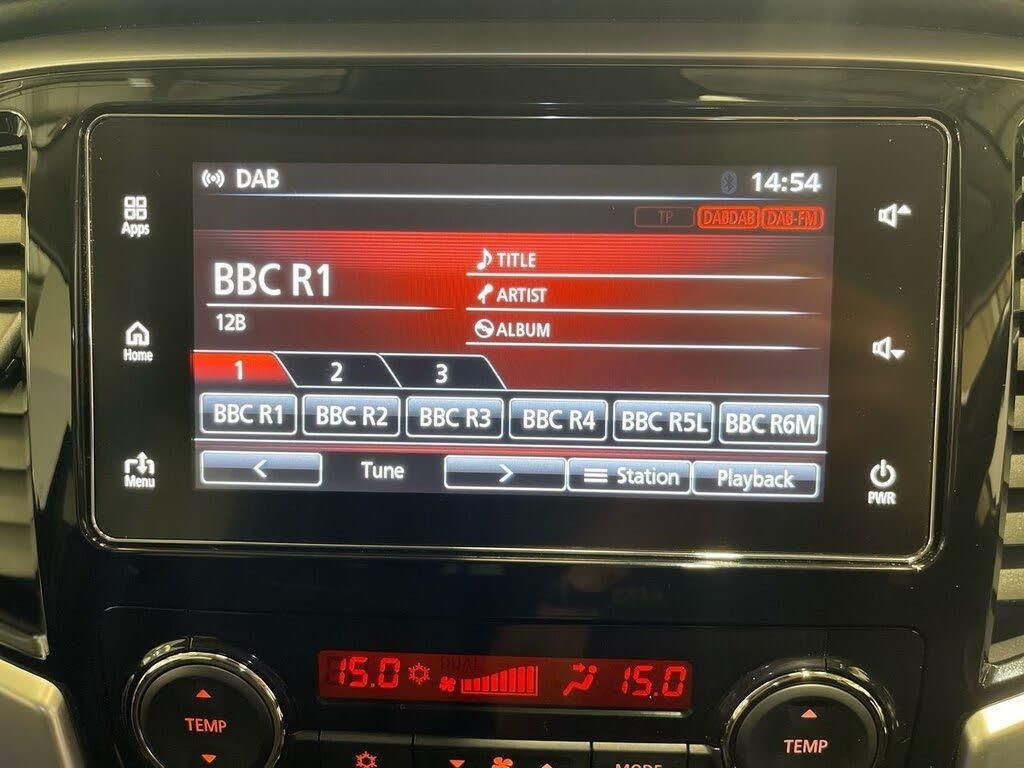 DAB
14:54
Apps
TP DABDAB DAB-FM
BBC R1
TITLE
ARTIST
12B
ALBUM
Home
1 2 3
BBC R1 BBC R2 BBC R3 BBC R4 BBC R5L BBC R6M
< Tune > Station Playback
Menu
PWR
15.0 DUAL 15.0
TEMP
TEMP
MODE